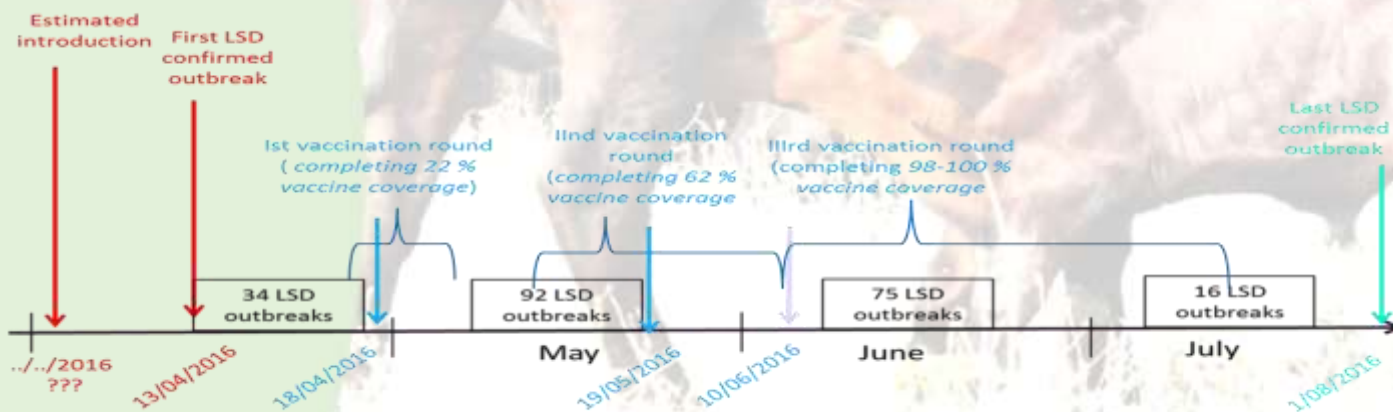 Estimated
introduction
First LSD
confirmed
outbreak
Ist vaccination round
( completing 22 %
vaccine coverage)
IInd vaccination
round
(completing 62 %
vaccine coverage
IIIrd vaccination round
(completing 98-100 %
vaccine coverage
Last LSD
confirmed
outbreak
34 LSD
outbreaks
92 LSD
outbreaks
75 LSD
outbreaks
16 LSD
outbreaks
../../2016
???
13/04/2016
18/04/2016
May
19/05/2016
10/06/2016
June
July
1/08/2016